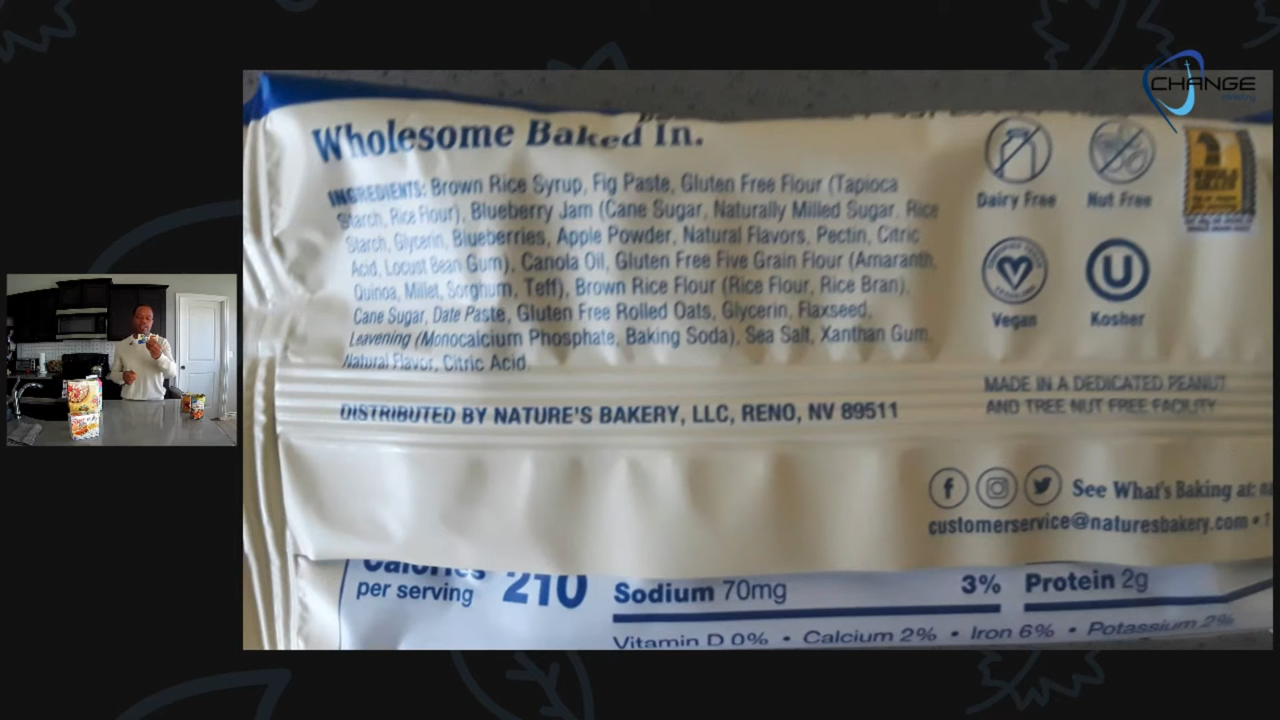 CHANGE
Wholesome Baked In.
INGREDIENTS: Brown Rice Syrup, Fig Paste, Gluten Free Flour (Tapioca
Starch, Rice Flour), Blueberry Jam (Cane Sugar, Naturally Milled Sugar, Rice
Starch, Glycerin, Blueberries, Apple Powder, Natural Flavors, Pectin, Citric
Acid, Locust Bean Gum), Canola Oil, Gluten Free Five Grain Flour (Amaranth,
Quinoa, Millet, Sorghum, Teff), Brown Rice Flour (Rice Flour, Rice Bran),
Cane Sugar, Date Paste, Gluten Free Rolled Oats, Glycerin, Flaxseed,
Leavening (Monocalcium Phosphate, Baking Soda), Sea Salt, Xanthan Gum,
Natural Flavor, Citric Acid.
DISTRIBUTED BY NATURE'S BAKERY, LLC, RENO, NV 89511
Dairy Free
Nut Free
Vegan
Kosher
MADE IN A DEDICATED PEANUT
AND TREE NUT FREE FACILITY
See What's Baking at:
customerservice@naturesbakery.com •
Calories
per serving
210
Sodium 70mg 3%
Protein 2g
Vitamin D 0% • Calcium 2% • Iron 6% • Potassium 2%